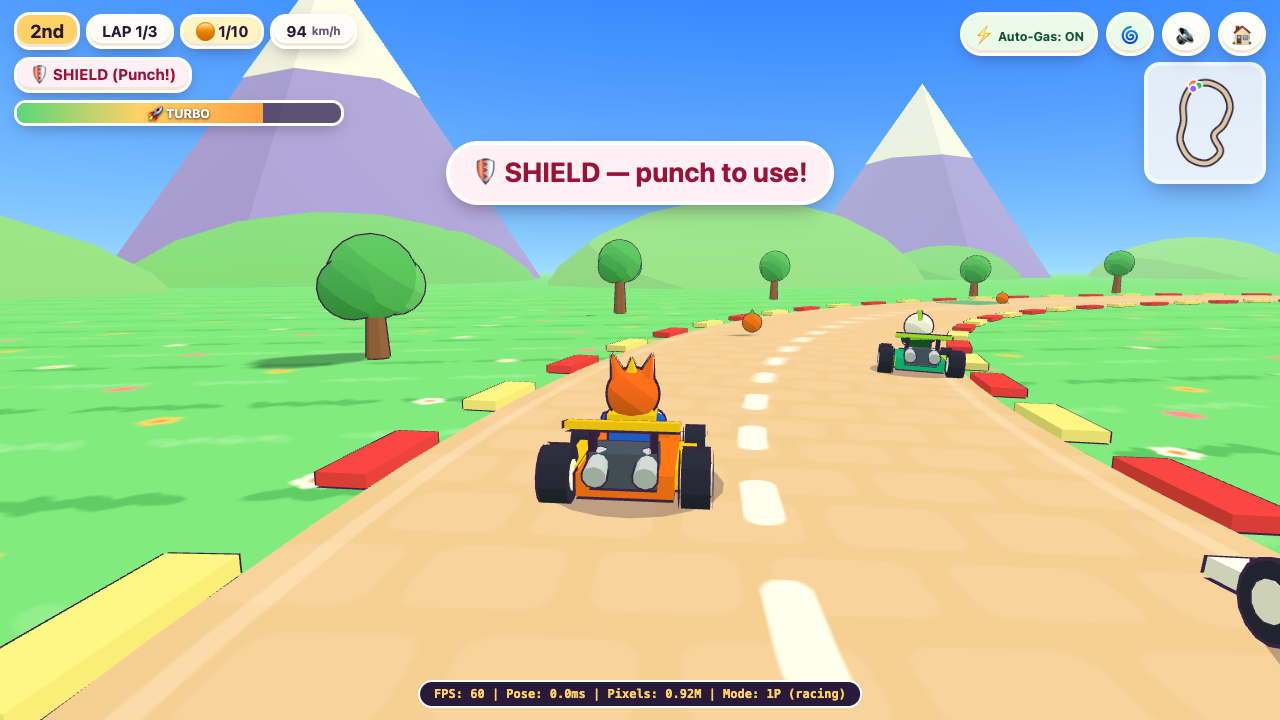 2nd
LAP 1/3
1/10
94 km/h
Auto-Gas: ON
SHIELD (Punch!)
TURBO
SHIELD — punch to use!
FPS: 60 | Pose: 0.0ms | Pixels: 0.92M | Mode: 1P (racing)